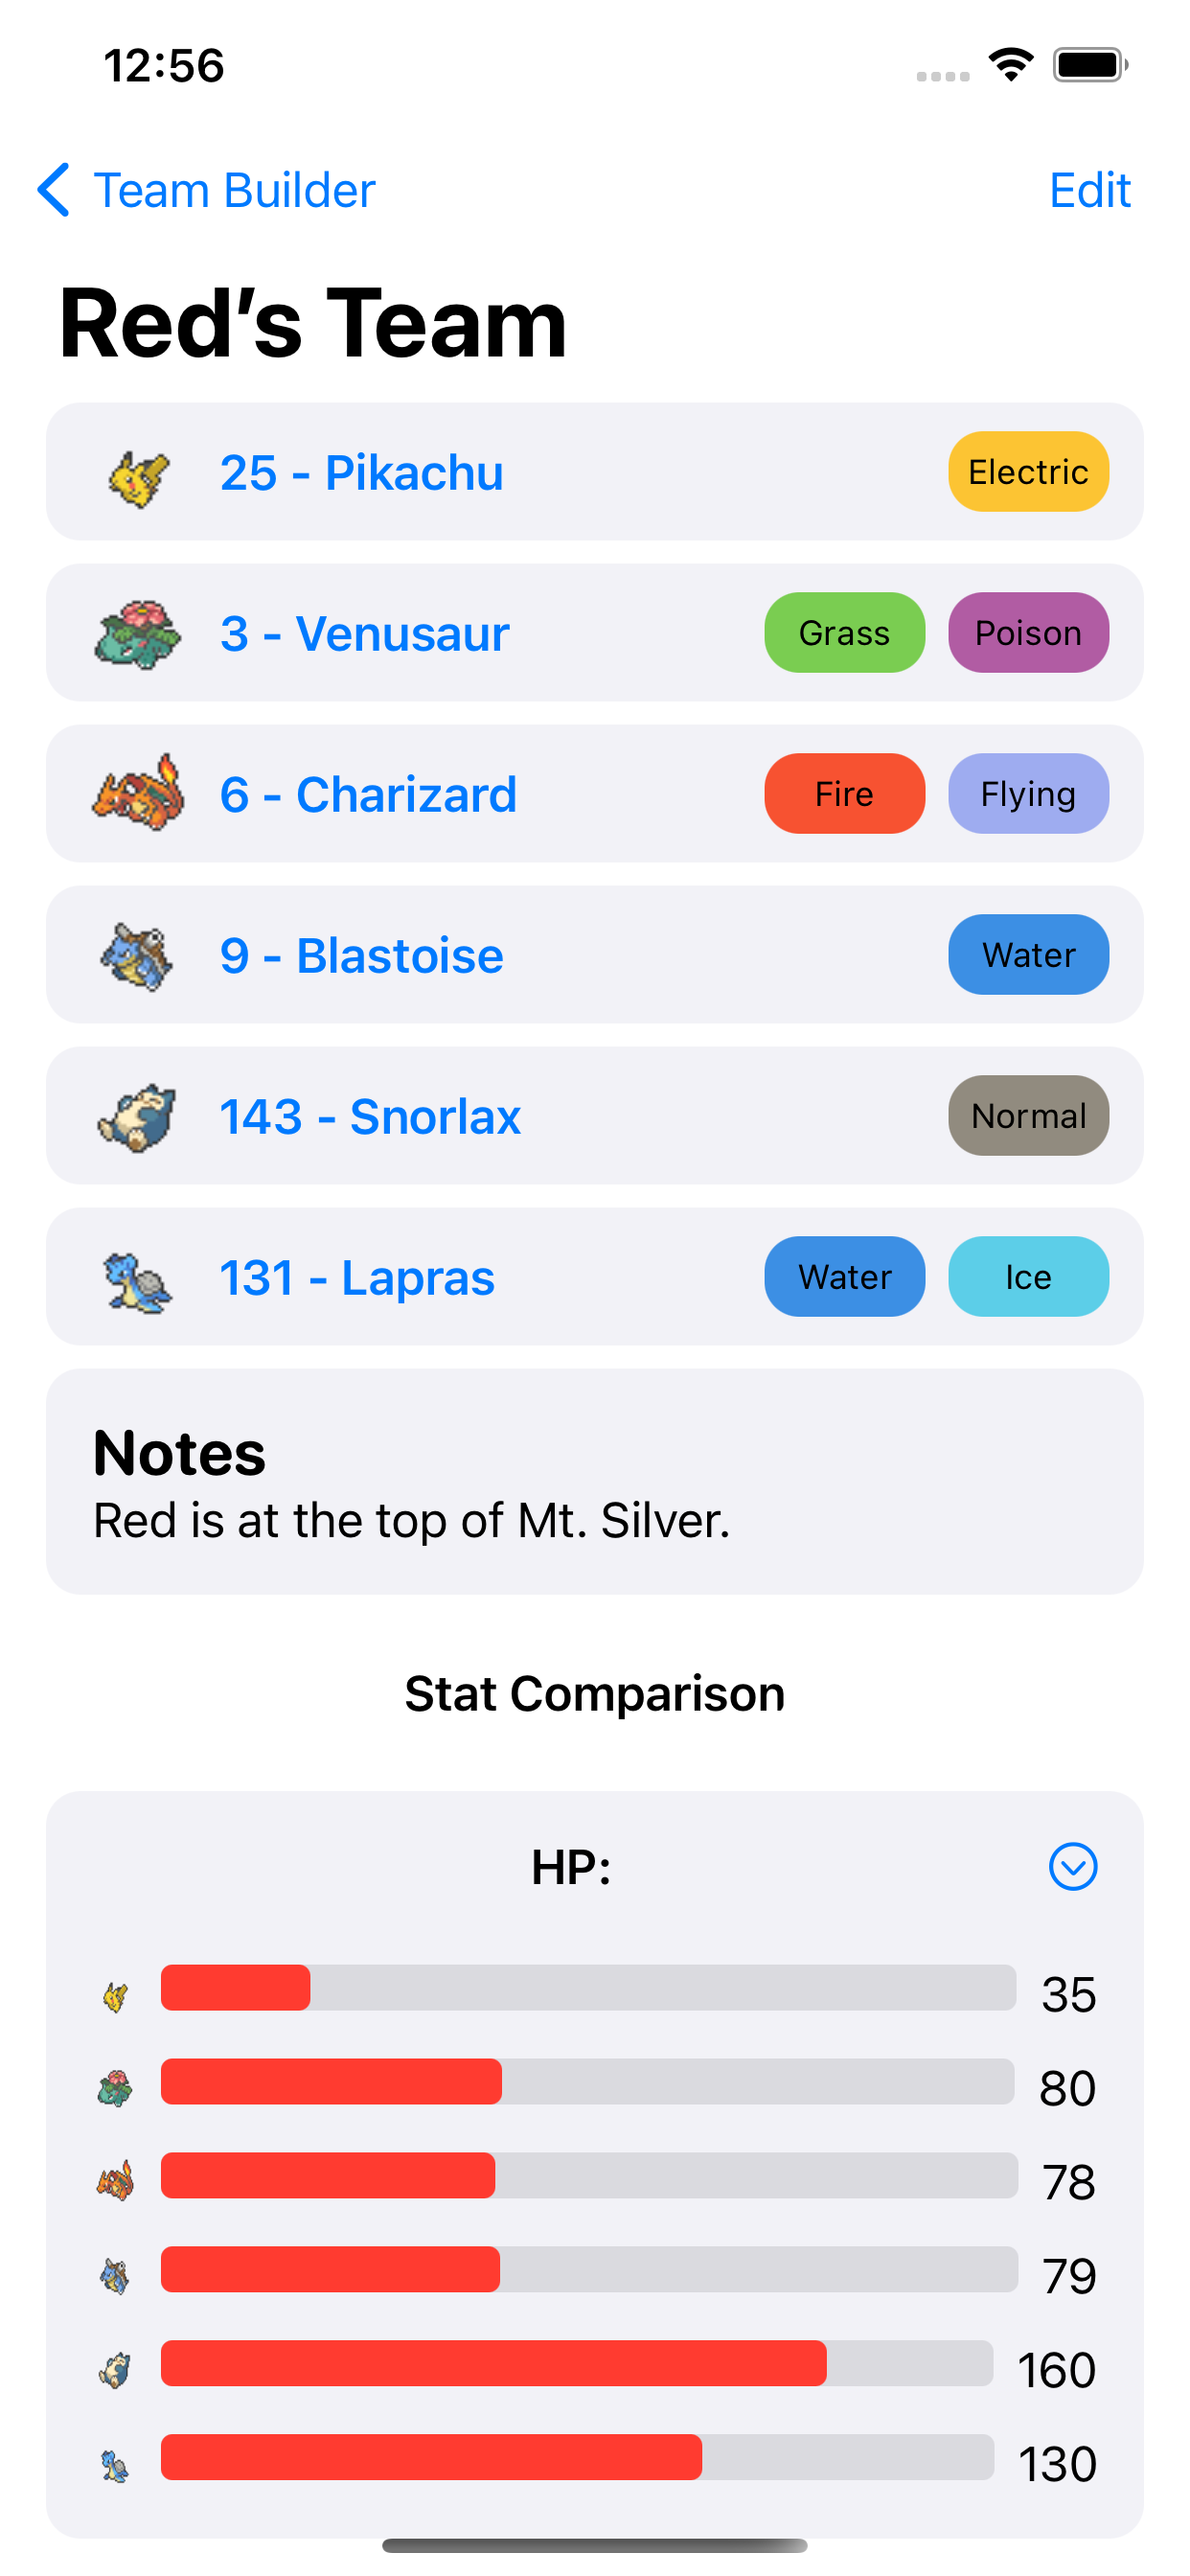 12:56
Team Builder
Edit
Red’s Team
25 - Pikachu
Electric
3 - Venusaur
Grass
Poison
6 - Charizard
Fire
Flying
9 - Blastoise
Water
143 - Snorlax
Normal
131 - Lapras
Water
Ice
Notes
Red is at the top of Mt. Silver.
Stat Comparison
HP:
35
80
78
79
160
130